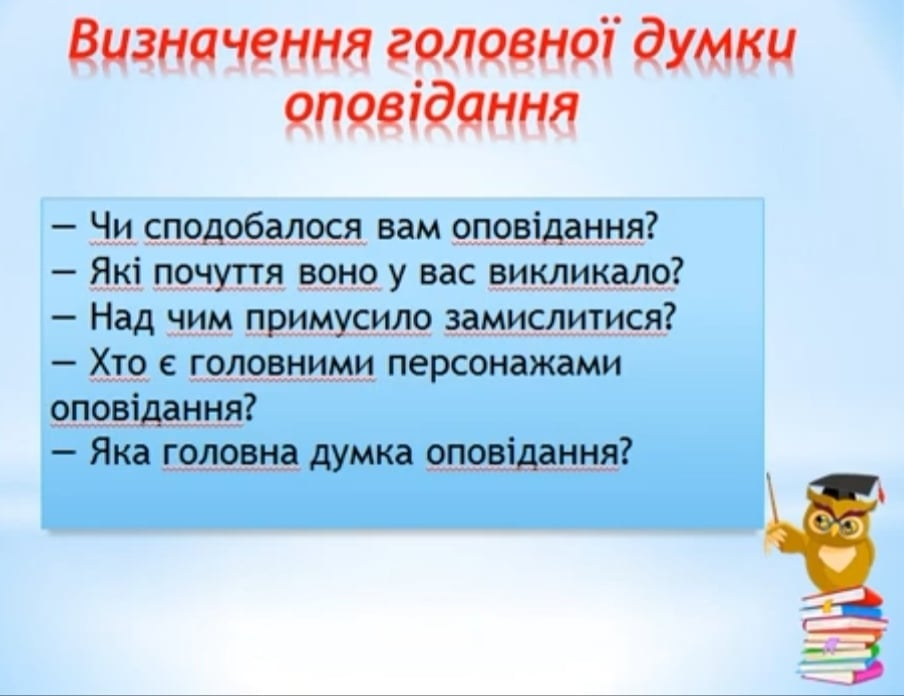 Визначення головної думки
оповідання
– Чи сподобалося вам оповідання?
– Які почуття воно у вас викликало?
– Над чим примусило замислитися?
– Хто є головними персонажами
оповідання?
– Яка головна думка оповідання?